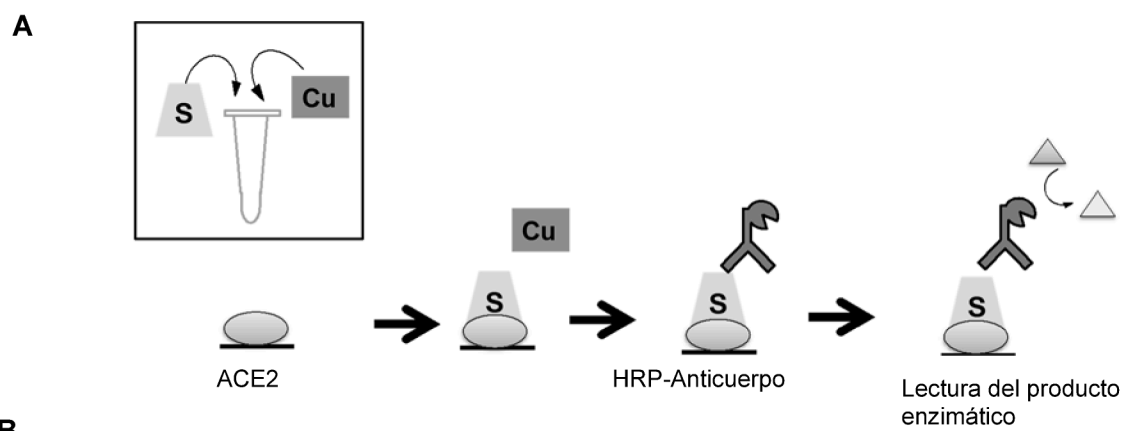 A
S
Cu
Cu
S
S
S
ACE2
HRP-Anticuerpo
Lectura del producto
enzimático
B